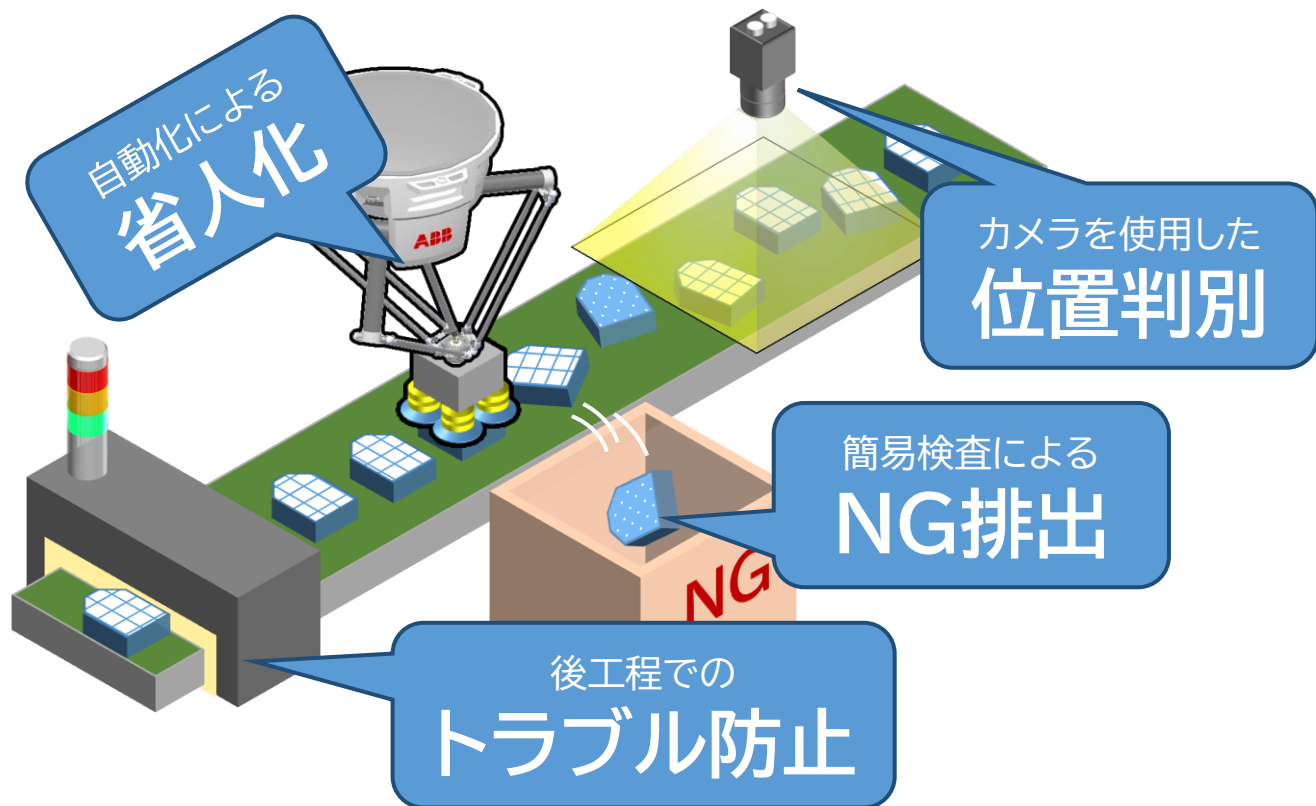 自動化による
省人化
ABB
カメラを使用した
位置判別
簡易検査による
NG排出
NG
後工程での
トラブル防止